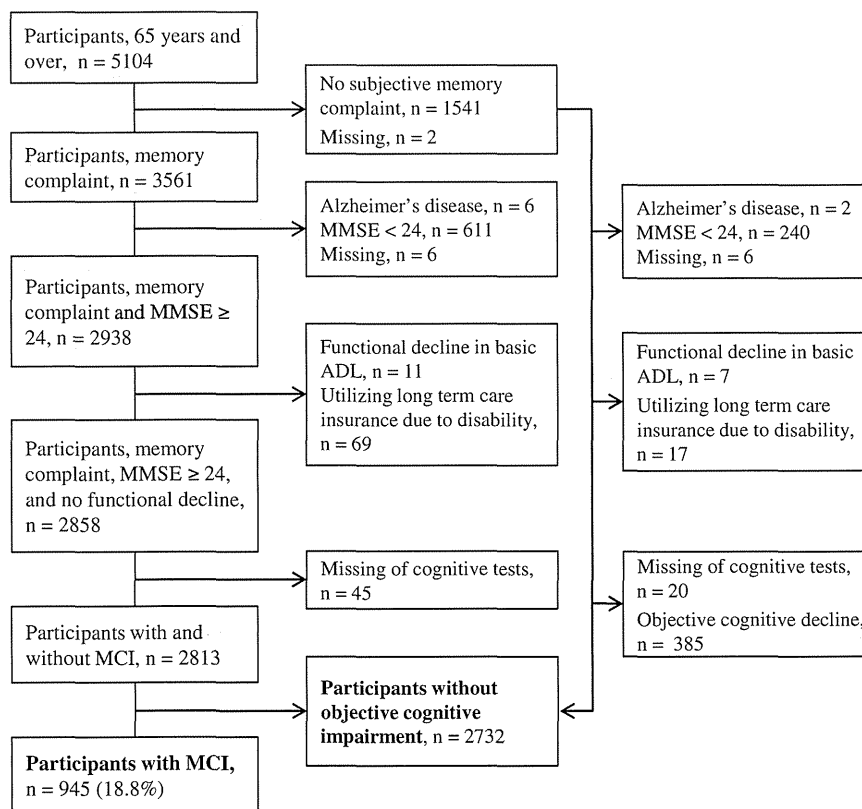 Participants, 65 years and
over, n = 5104
No subjective memory
complaint, n = 1541
Missing, n = 2
Participants, memory
complaint, n = 3561
Alzheimer’s disease, n = 6
MMSE < 24, n = 611
Missing, n = 6
Alzheimer’s disease, n = 2
MMSE < 24, n = 240
Missing, n = 6
Participants, memory
complaint and MMSE ≥
24, n = 2938
Functional decline in basic
ADL, n = 11
Utilizing long term care
insurance due to disability,
n = 69
Functional decline in basic
ADL, n = 7
Utilizing long term care
insurance due to disability,
n = 17
Participants, memory
complaint, MMSE ≥ 24,
and no functional decline,
n = 2858
Missing of cognitive tests,
n = 45
Missing of cognitive tests,
n = 20
Objective cognitive decline,
n = 385
Participants with and
without MCI, n = 2813
Participants without
objective cognitive
impairment, n = 2732
Participants with MCI,
n = 945 (18.8%)